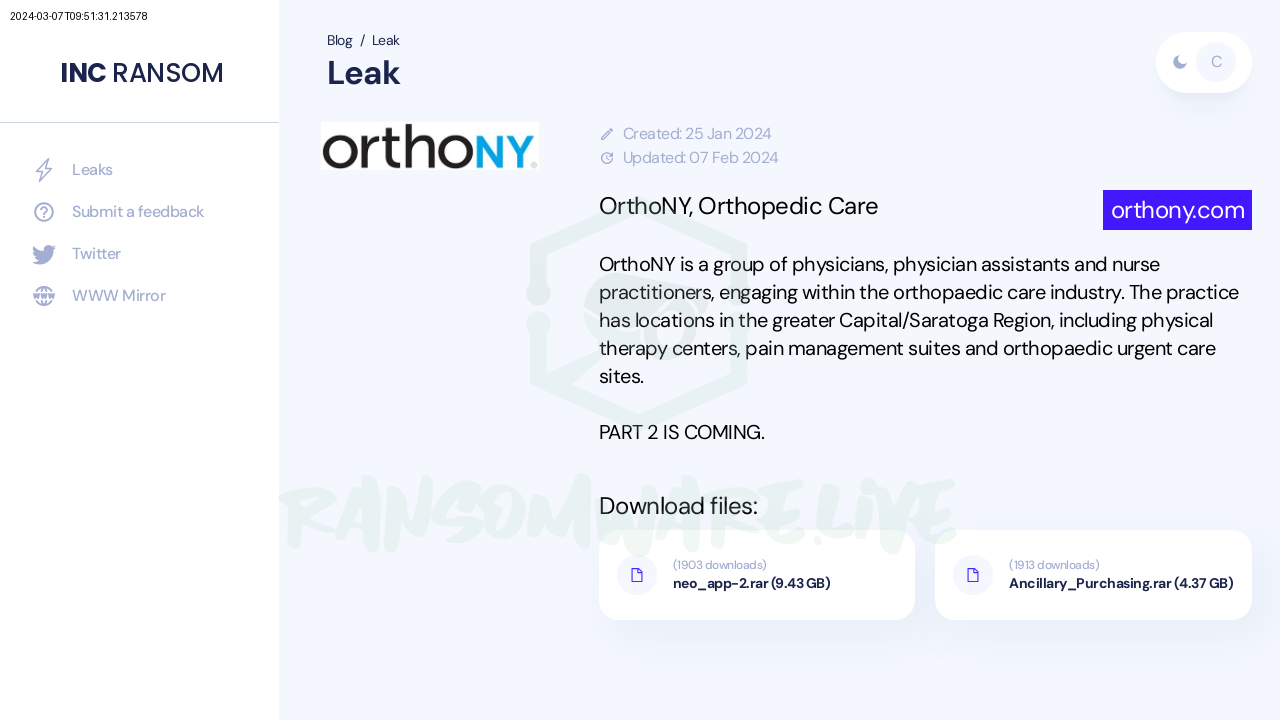 2024-03-07T09:51:31.213578
INC RANSOM
Leaks
Submit a feedback
Twitter
WWW Mirror
Blog / Leak
Leak
C
orthoNY®
Created: 25 Jan 2024
Updated: 07 Feb 2024
OrthoNY, Orthopedic Care
orthony.com
OrthoNY is a group of physicians, physician assistants and nurse
practitioners, engaging within the orthopaedic care industry. The practice
has locations in the greater Capital/Saratoga Region, including physical
therapy centers, pain management suites and orthopaedic urgent care
sites.
PART 2 IS COMING.
RANSOMWARE.LIVE
Download files:
(1903 downloads)
neo_app-2.rar (9.43 GB)
(1913 downloads)
Ancillary_Purchasing.rar (4.37 GB)